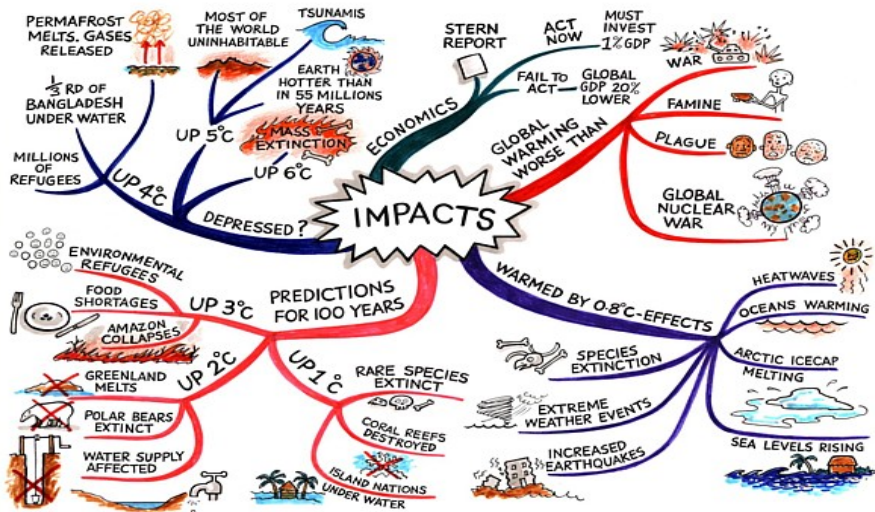 IMPACTS
ECONOMICS
STERN
REPORT
ACT
NOW
MUST
INVEST
1% GDP
FAIL TO
ACT
GLOBAL
GDP 20%
LOWER
GLOBAL
WARMING
WORSE THAN
WAR
FAMINE
PLAGUE
GLOBAL
NUCLEAR
WAR
WARMED BY 0.8°C-EFFECTS
HEATWAVES
OCEANS WARMING
ARCTIC ICECAP
MELTING
SEA LEVELS RISING
SPECIES
EXTINCTION
EXTREME
WEATHER EVENTS
INCREASED
EARTHQUAKES
PREDICTIONS
FOR 100 YEARS
UP 1°C
RARE SPECIES
EXTINCT
CORAL REEFS
DESTROYED
ISLAND NATIONS
UNDER WATER
UP 2°C
GREENLAND
MELTS
POLAR BEARS
EXTINCT
WATER SUPPLY
AFFECTED
UP 3°C
ENVIRONMENTAL
REFUGEES
FOOD
SHORTAGES
AMAZON
COLLAPSES
DEPRESSED?
UP 4°C
MILLIONS
OF
REFUGEES
⅓ RD OF
BANGLADESH
UNDER WATER
PERMAFROST
MELTS. GASES
RELEASED
UP 5°C
MOST OF
THE WORLD
UNINHABITABLE
TSUNAMIS
EARTH
HOTTER THAN
IN 55 MILLIONS
YEARS
UP 6°C
MASS
EXTINCTION